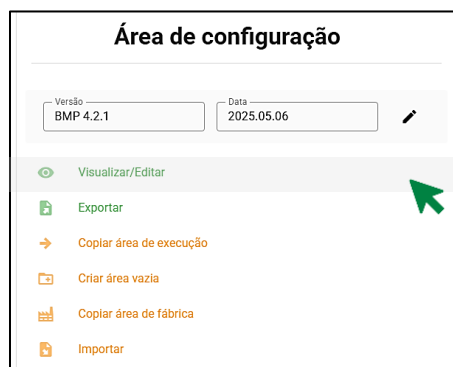 Área de configuração
Versão
BMP 4.2.1
Data
2025.05.06
Visualizar/Editar
Exportar
Copiar área de execução
Criar área vazia
Copiar área de fábrica
Importar